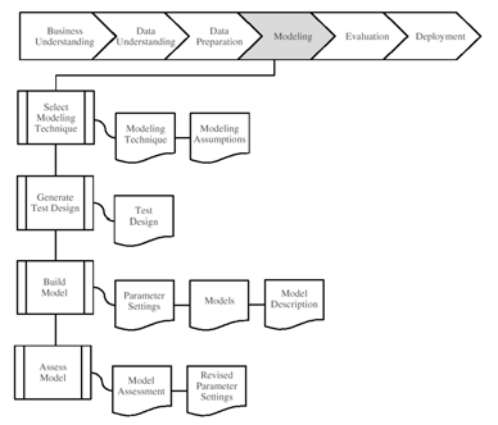 Business
Understanding
Data
Understanding
Data
Preparation
Modeling
Evaluation
Deployment
Select
Modeling
Technique
Modeling
Technique
Modeling
Assumptions
Generate
Test Design
Test
Design
Build
Model
Parameter
Settings
Models
Model
Description
Assess
Model
Model
Assessment
Revised
Parameter
Settings